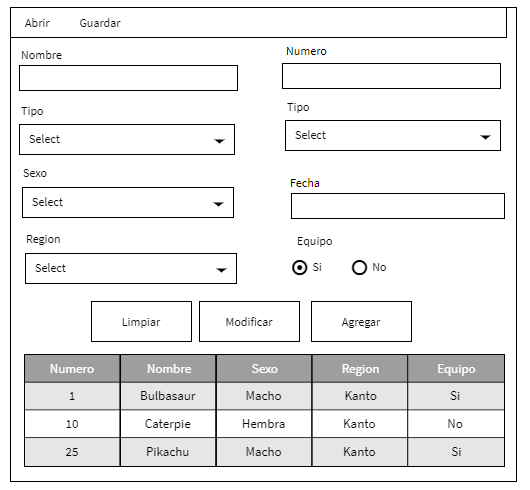 Abrir Guardar
Nombre Numero
Tipo Tipo
Select Select
Sexo Fecha
Select
Region Equipo
Select Si No
Limpiar Modificar Agregar
Numero Nombre Sexo Region Equipo
1 Bulbasaur Macho Kanto Si
10 Caterpie Hembra Kanto No
25 Pikachu Macho Kanto Si